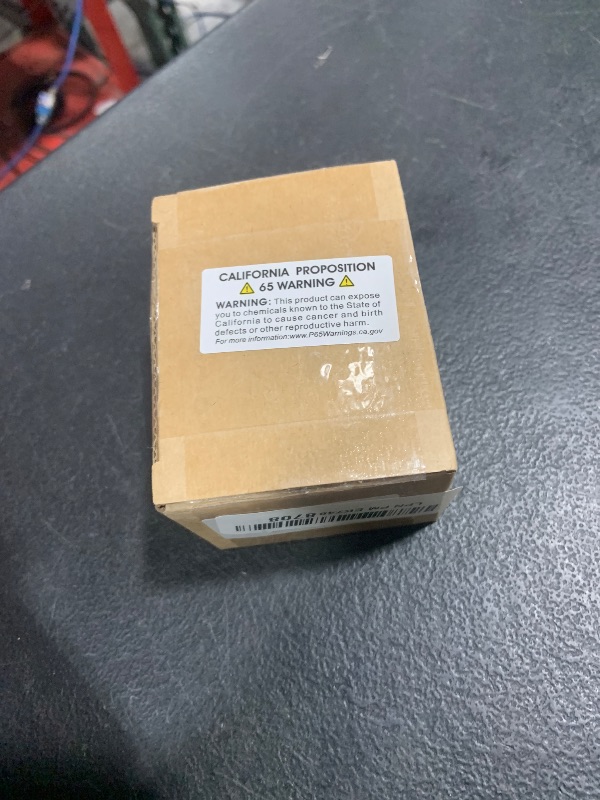 CALIFORNIA PROPOSITION
65 WARNING
WARNING: This product can expose
you to chemicals known to the State of
California to cause cancer and birth
defects or other reproductive harm.
For more information:www.P65Warnings.ca.gov
8708